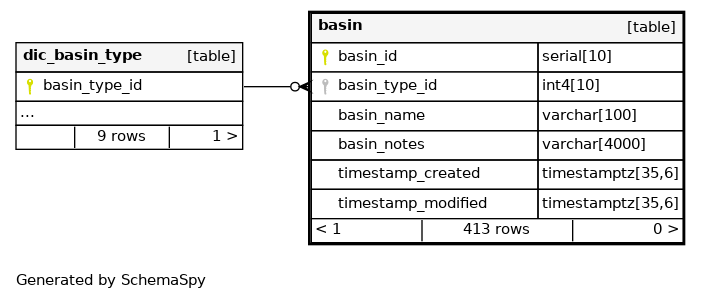 dic_basin_type [table]
basin_type_id
...
9 rows 1 >
basin [table]
basin_id serial[10]
basin_type_id int4[10]
basin_name varchar[100]
basin_notes varchar[4000]
timestamp_created timestamptz[35,6]
timestamp_modified timestamptz[35,6]
< 1 413 rows 0 >
Generated by SchemaSpy